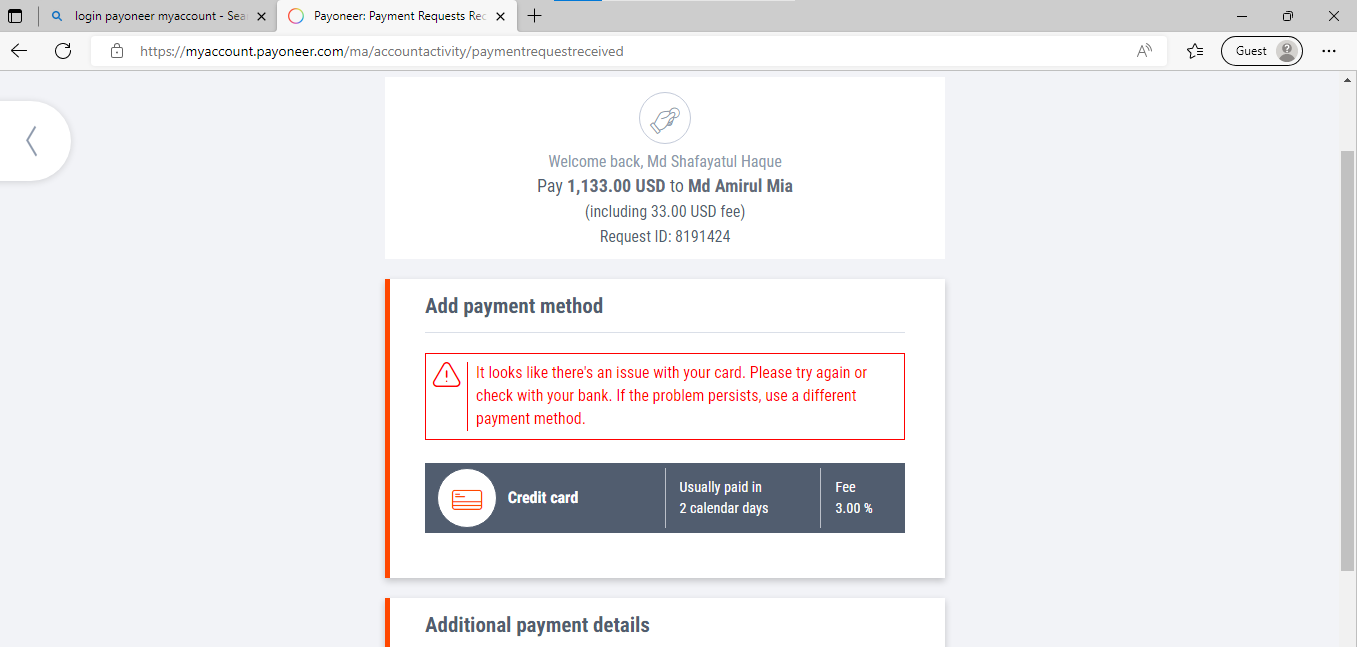 login payoneer myaccount - Sea
Payoneer: Payment Requests Rec
https://myaccount.payoneer.com/ma/accountactivity/paymentrequestreceived
Guest
Welcome back, Md Shafayatul Haque
Pay 1,133.00 USD to Md Amirul Mia
(including 33.00 USD fee)
Request ID: 8191424
Add payment method
It looks like there's an issue with your card. Please try again or
check with your bank. If the problem persists, use a different
payment method.
Credit card
Usually paid in
2 calendar days
Fee
3.00 %
Additional payment details